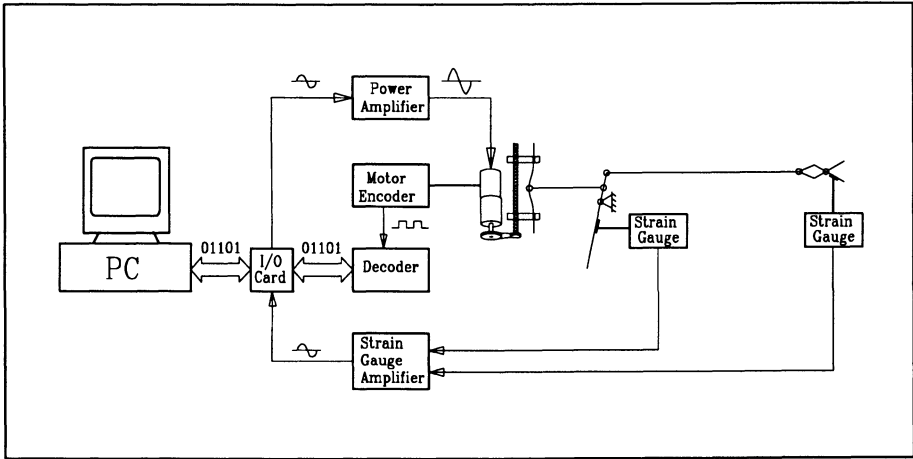 Power
Amplifier
Motor
Encoder
Strain
Gauge
Strain
Gauge
01101
01101
PC
I/O
Card
Decoder
Strain
Gauge
Amplifier